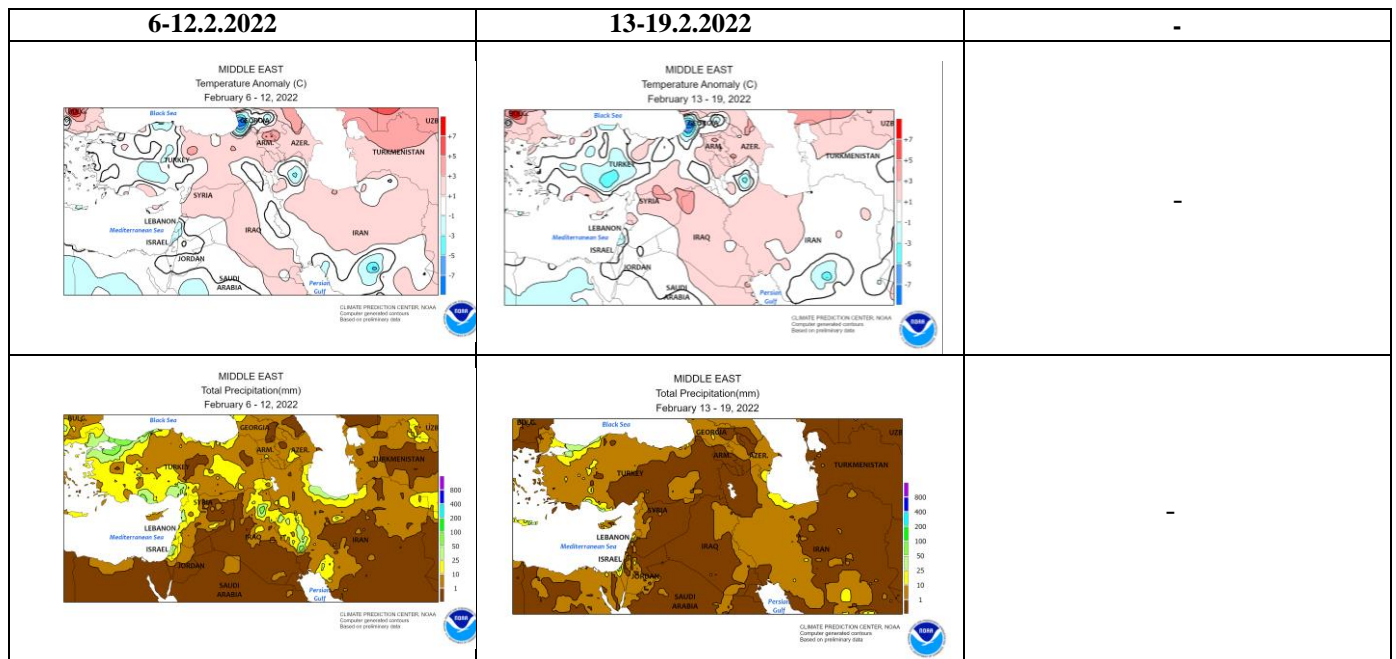 6-12.2.2022
13-19.2.2022
-
MIDDLE EAST
Temperature Anomaly (C)
February 6 - 12, 2022
BULG.
Black Sea
GEORGIA
UZB
ARM.
AZER.
TURKMENISTAN
TURKEY
SYRIA
LEBANON
Mediterranean Sea
ISRAEL
IRAQ
IRAN
JORDAN
SAUDI
ARABIA
Persian
Gulf
+7
+5
+3
+1
-1
-3
-5
-7
CLIMATE PREDICTION CENTER, NOAA
Computer generated contours
Based on preliminary data
NOAA
MIDDLE EAST
Temperature Anomaly (C)
February 13 - 19, 2022
BULG.
Black Sea
GEORGIA
UZB
ARM.
AZER.
TURKMENISTAN
TURKEY
SYRIA
LEBANON
Mediterranean Sea
ISRAEL
IRAQ
IRAN
JORDAN
SAUDI
ARABIA
Persian
Gulf
+7
+5
+3
+1
-1
-3
-5
-7
CLIMATE PREDICTION CENTER, NOAA
Computer generated contours
Based on preliminary data
NOAA
-
MIDDLE EAST
Total Precipitation(mm)
February 6 - 12, 2022
BULG.
Black Sea
GEORGIA
UZB
ARM.
AZER.
TURKMENISTAN
TURKEY
SYRIA
LEBANON
Mediterranean Sea
ISRAEL
IRAQ
IRAN
JORDAN
SAUDI
ARABIA
Persian
Gulf
800
400
200
100
50
25
10
1
CLIMATE PREDICTION CENTER, NOAA
Computer generated contours
Based on preliminary data
NOAA
MIDDLE EAST
Total Precipitation(mm)
February 13 - 19, 2022
BULG.
Black Sea
GEORGIA
UZB
ARM.
AZER.
TURKMENISTAN
TURKEY
SYRIA
LEBANON
Mediterranean Sea
ISRAEL
IRAQ
IRAN
JORDAN
SAUDI
ARABIA
Persian
Gulf
800
400
200
100
50
25
10
1
CLIMATE PREDICTION CENTER, NOAA
Computer generated contours
Based on preliminary data
NOAA
-